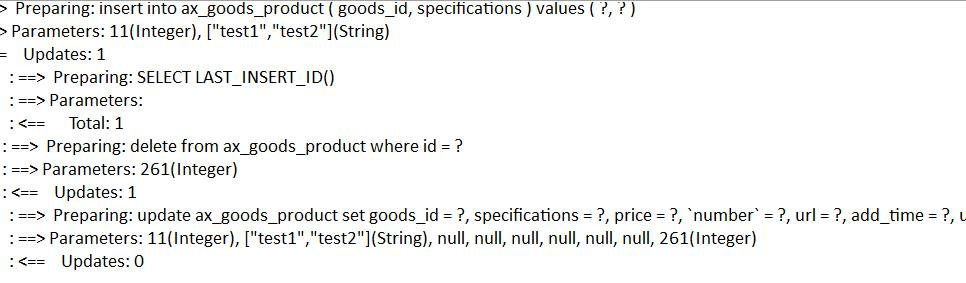 > Preparing: insert into ax_goods_product ( goods_id, specifications ) values ( ?, ? )
> Parameters: 11(Integer), ["test1","test2"](String)
= Updates: 1
: ==> Preparing: SELECT LAST_INSERT_ID()
: ==> Parameters:
: <== Total: 1
: ==> Preparing: delete from ax_goods_product where id = ?
: ==> Parameters: 261(Integer)
: <== Updates: 1
: ==> Preparing: update ax_goods_product set goods_id = ?, specifications = ?, price = ?, `number` = ?, url = ?, add_time = ?, u
: ==> Parameters: 11(Integer), ["test1","test2"](String), null, null, null, null, null, null, 261(Integer)
: <== Updates: 0